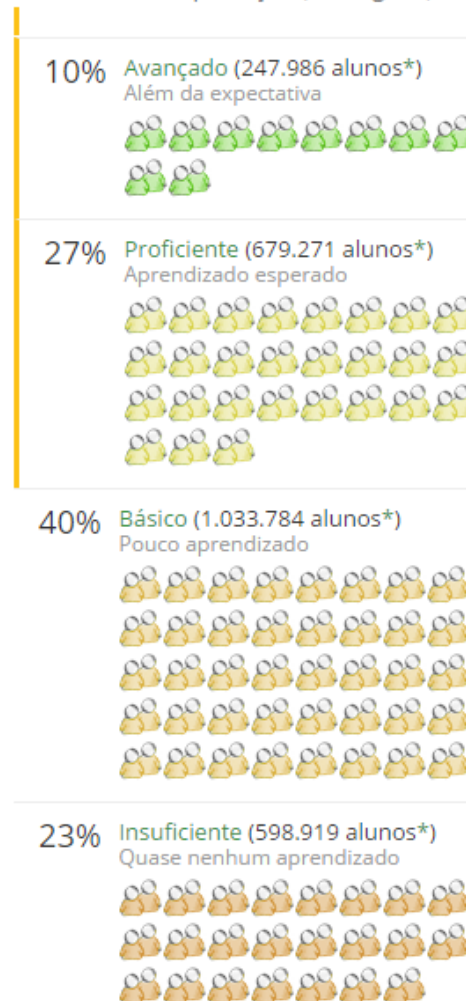 10% Avançado (247.986 alunos*)
Além da expectativa
27% Proficiente (679.271 alunos*)
Aprendizado esperado
40% Básico (1.033.784 alunos*)
Pouco aprendizado
23% Insuficiente (598.919 alunos*)
Quase nenhum aprendizado